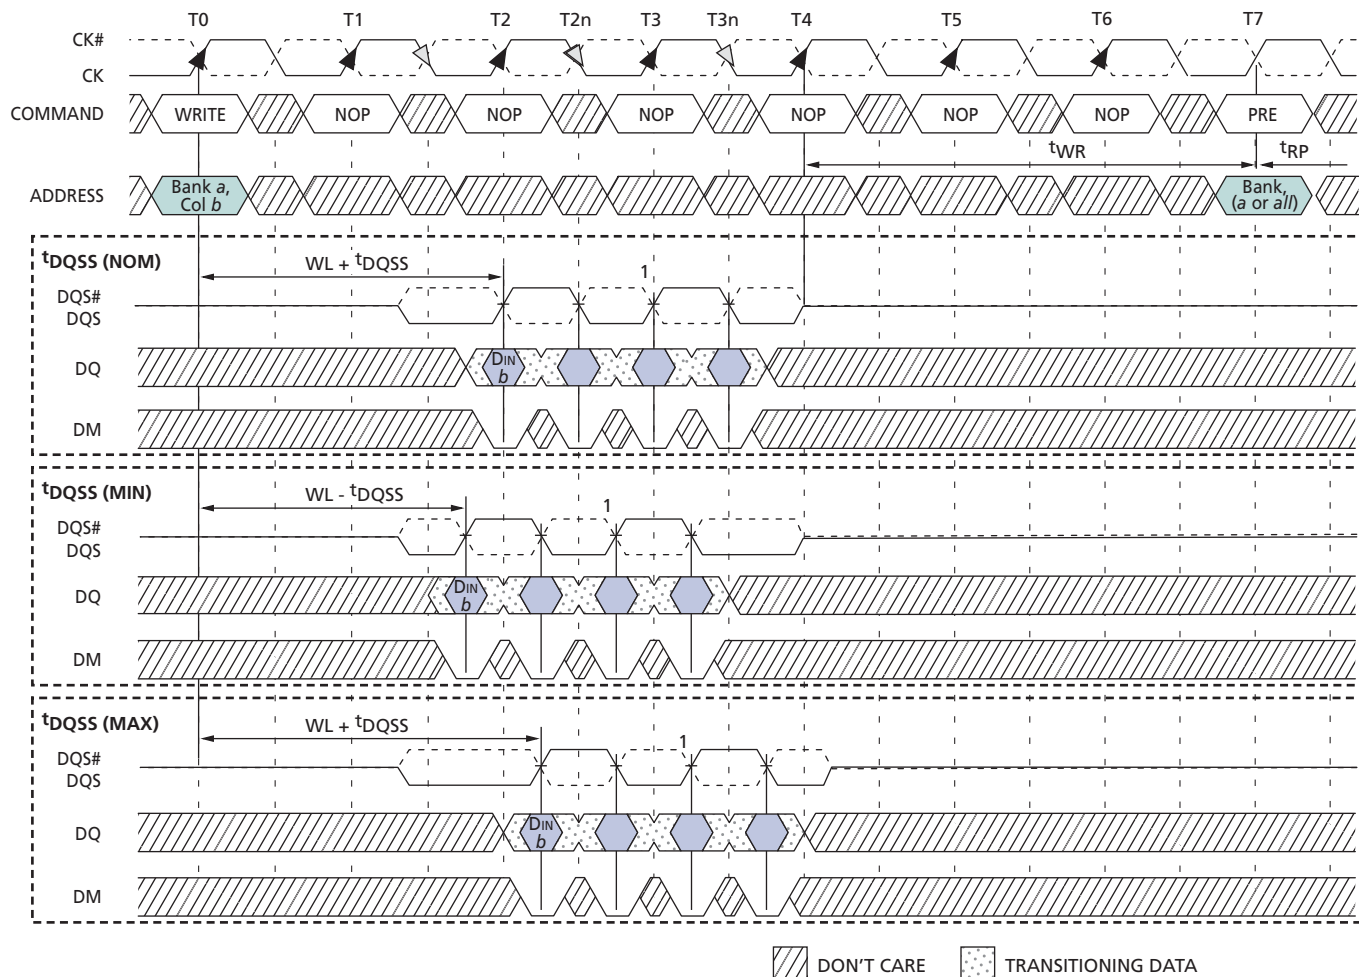 T0 T1 T2 T2n T3 T3n T4 T5 T6 T7
CK#
CK
COMMAND WRITE NOP NOP NOP NOP NOP NOP PRE
tWR tRP
ADDRESS Bank a, Col b Bank, (a or all)
tDQSS (NOM)
WL + tDQSS
1
DQS#
DQS
DQ DIN b
DM
tDQSS (MIN)
WL - tDQSS
1
DQS#
DQS
DQ DIN b
DM
tDQSS (MAX)
WL + tDQSS
1
DQS#
DQS
DQ DIN b
DM
DON'T CARE TRANSITIONING DATA